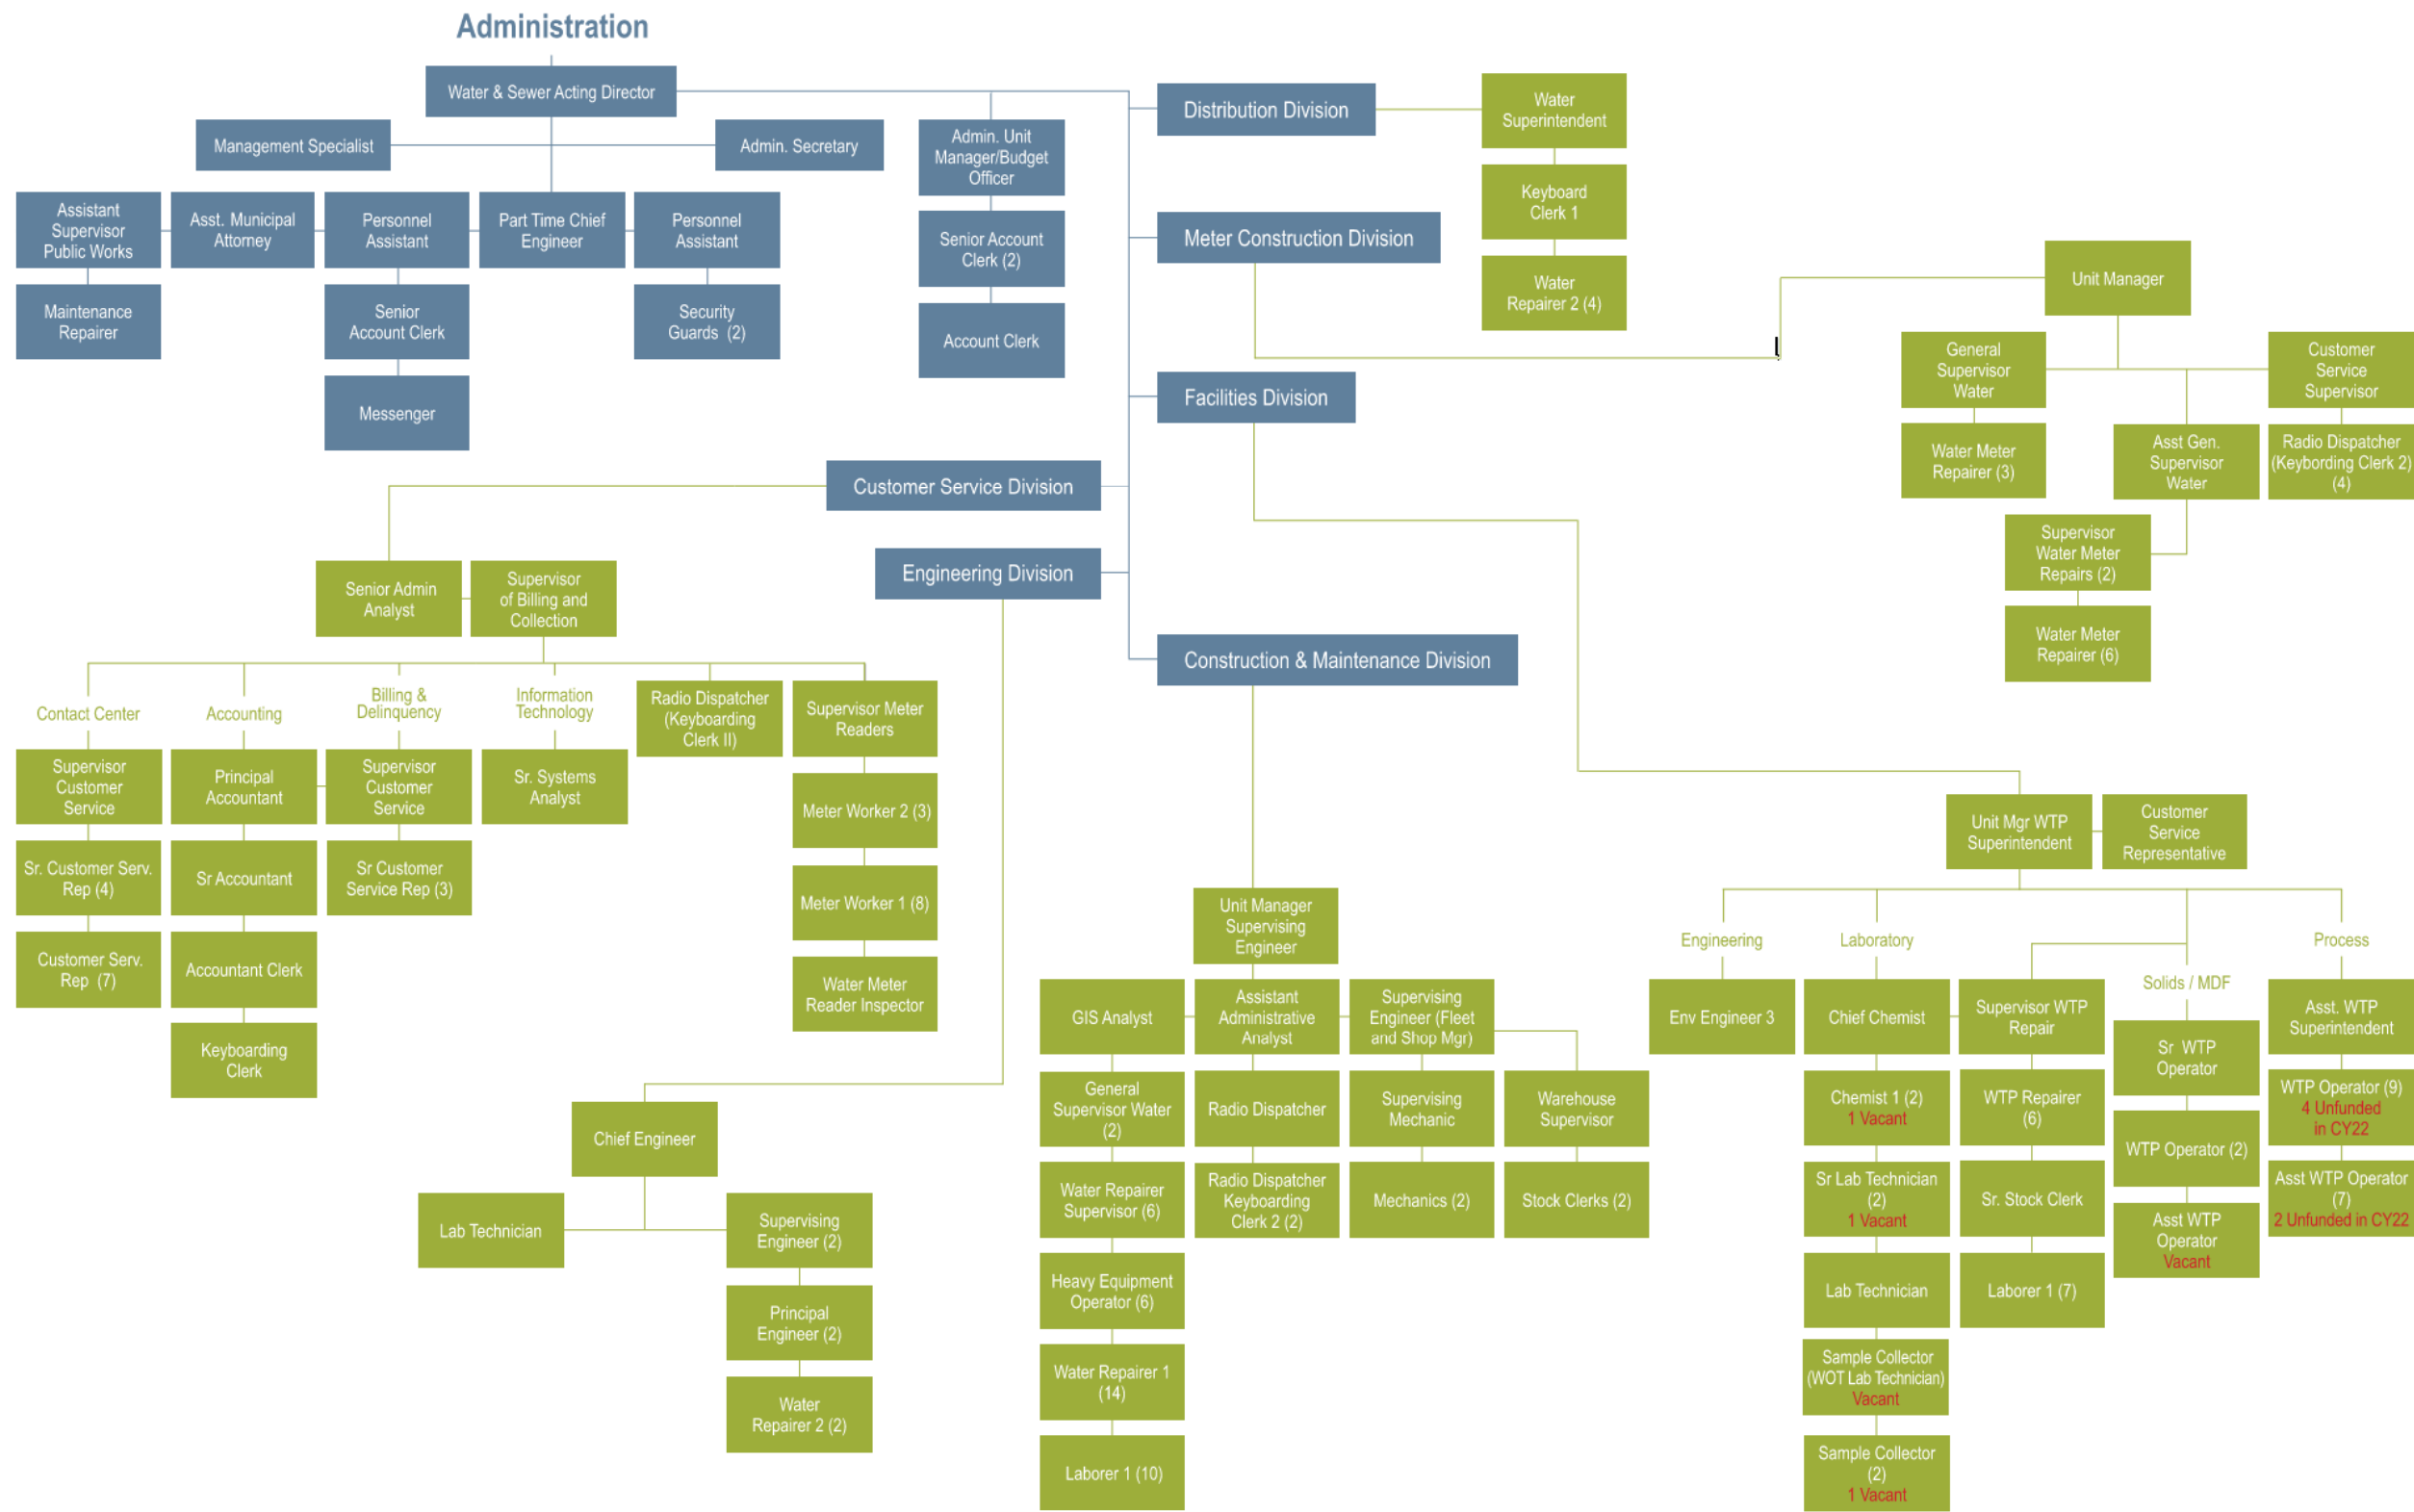 Administration
Water & Sewer Acting Director
Management Specialist
Admin. Secretary
Assistant
Supervisor
Public Works
Asst. Municipal
Attorney
Personnel
Assistant
Part Time Chief
Engineer
Personnel
Assistant
Maintenance
Repairer
Senior
Account Clerk
Security
Guards (2)
Messenger
Admin. Unit
Manager/Budget
Officer
Senior Account
Clerk (2)
Account Clerk
Distribution Division
Water
Superintendent
Keyboard
Clerk 1
Water
Repairer 2 (4)
Meter Construction Division
Unit Manager
General
Supervisor
Water
Customer
Service
Supervisor
Water Meter
Repairer (3)
Asst Gen.
Supervisor
Water
Radio Dispatcher
(Keybording Clerk 2)
(4)
Supervisor
Water Meter
Repairs (2)
Water Meter
Repairer (6)
Facilities Division
Customer Service Division
Engineering Division
Construction & Maintenance Division
Senior Admin
Analyst
Supervisor
of Billing and
Collection
Contact Center
Accounting
Billing &
Delinquency
Information
Technology
Radio Dispatcher
(Keyboarding
Clerk II)
Supervisor Meter
Readers
Supervisor
Customer
Service
Principal
Accountant
Supervisor
Customer
Service
Sr. Systems
Analyst
Meter Worker 2 (3)
Sr. Customer Serv.
Rep (4)
Sr Accountant
Sr Customer
Service Rep (3)
Meter Worker 1 (8)
Customer Serv.
Rep (7)
Accountant Clerk
Water Meter
Reader Inspector
Keyboarding
Clerk
Chief Engineer
Lab Technician
Supervising
Engineer (2)
Principal
Engineer (2)
Water
Repairer 2 (2)
Unit Manager
Supervising
Engineer
GIS Analyst
Assistant
Administrative
Analyst
Supervising
Engineer (Fleet
and Shop Mgr)
General
Supervisor Water
(2)
Radio Dispatcher
Supervising
Mechanic
Warehouse
Supervisor
Water Repairer
Supervisor (6)
Radio Dispatcher
Keyboarding
Clerk 2 (2)
Mechanics (2)
Stock Clerks (2)
Heavy Equipment
Operator (6)
Water Repairer 1
(14)
Laborer 1 (10)
Unit Mgr WTP
Superintendent
Customer
Service
Representative
Engineering
Laboratory
Solids / MDF
Process
Env Engineer 3
Chief Chemist
Supervisor WTP
Repair
Sr WTP
Operator
Asst. WTP
Superintendent
Chemist 1 (2)
1 Vacant
WTP Repairer
(6)
WTP Operator (2)
WTP Operator (9)
4 Unfunded
in CY22
Sr Lab Technician
(2)
1 Vacant
Sr. Stock Clerk
Asst WTP
Operator
Vacant
Asst WTP Operator
(7)
2 Unfunded in CY22
Lab Technician
Laborer 1 (7)
Sample Collector
(WOT Lab Technician)
Vacant
Sample Collector
(2)
1 Vacant